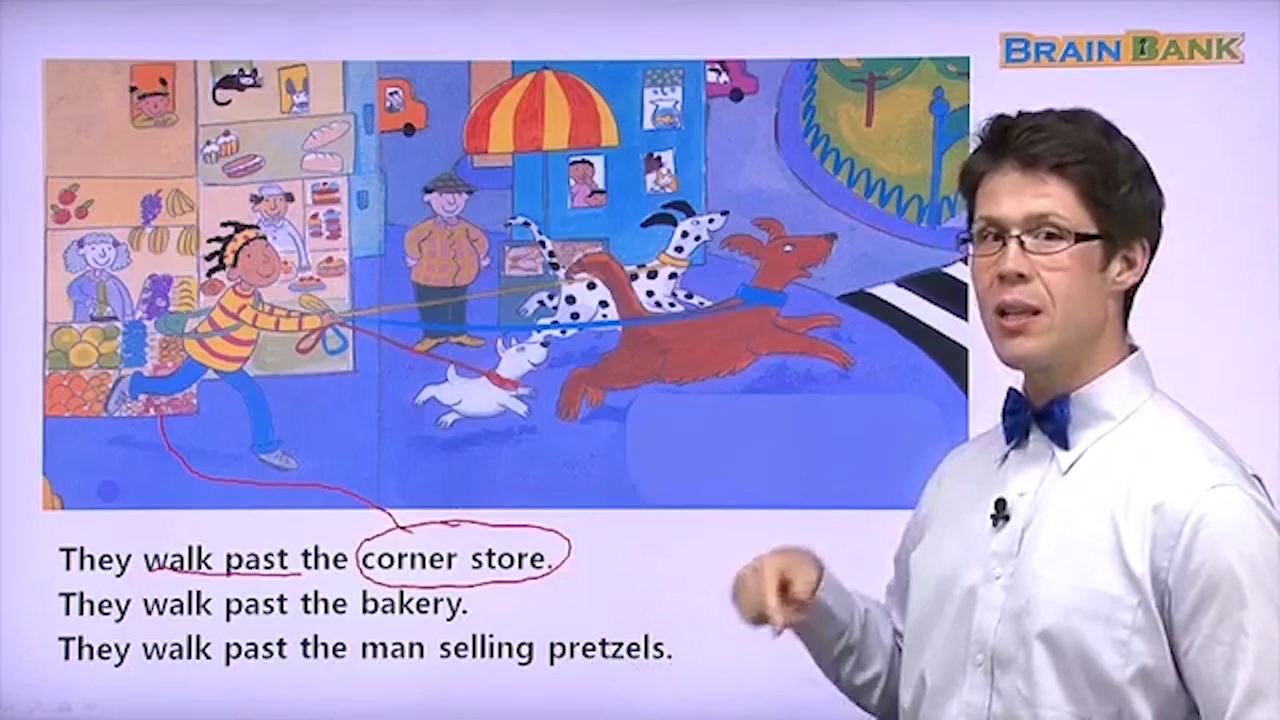 BRAIN BANK
They walk past the corner store.
They walk past the bakery.
They walk past the man selling pretzels.